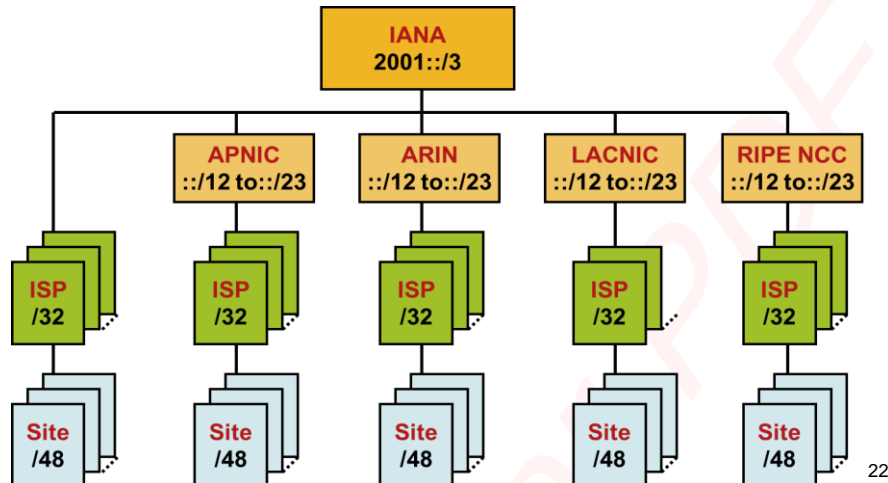 IANA
2001::/3
APNIC
::/12 to::/23
ARIN
::/12 to::/23
LACNIC
::/12 to::/23
RIPE NCC
::/12 to::/23
ISP
/32
ISP
/32
ISP
/32
ISP
/32
ISP
/32
Site
/48
Site
/48
Site
/48
Site
/48
Site
/48
22
PDF